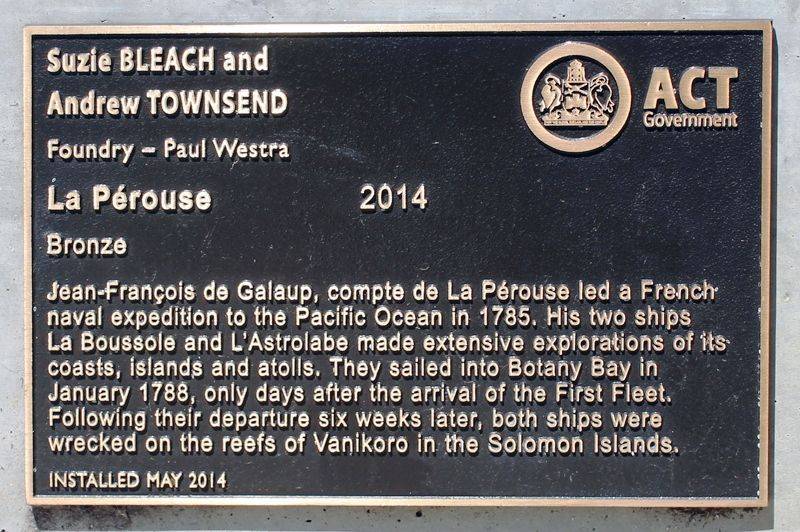 Suzie BLEACH and
Andrew TOWNSEND
Foundry – Paul Westra
ACT
Government
La Pérouse 2014
Bronze
Jean-François de Galaup, compte de La Pérouse led a French
naval expedition to the Pacific Ocean in 1785. His two ships
La Boussole and L'Astrolabe made extensive explorations of its
coasts, islands and atolls. They sailed into Botany Bay in
January 1788, only days after the arrival of the First Fleet.
Following their departure six weeks later, both ships were
wrecked on the reefs of Vanikoro in the Solomon Islands.
INSTALLED MAY 2014